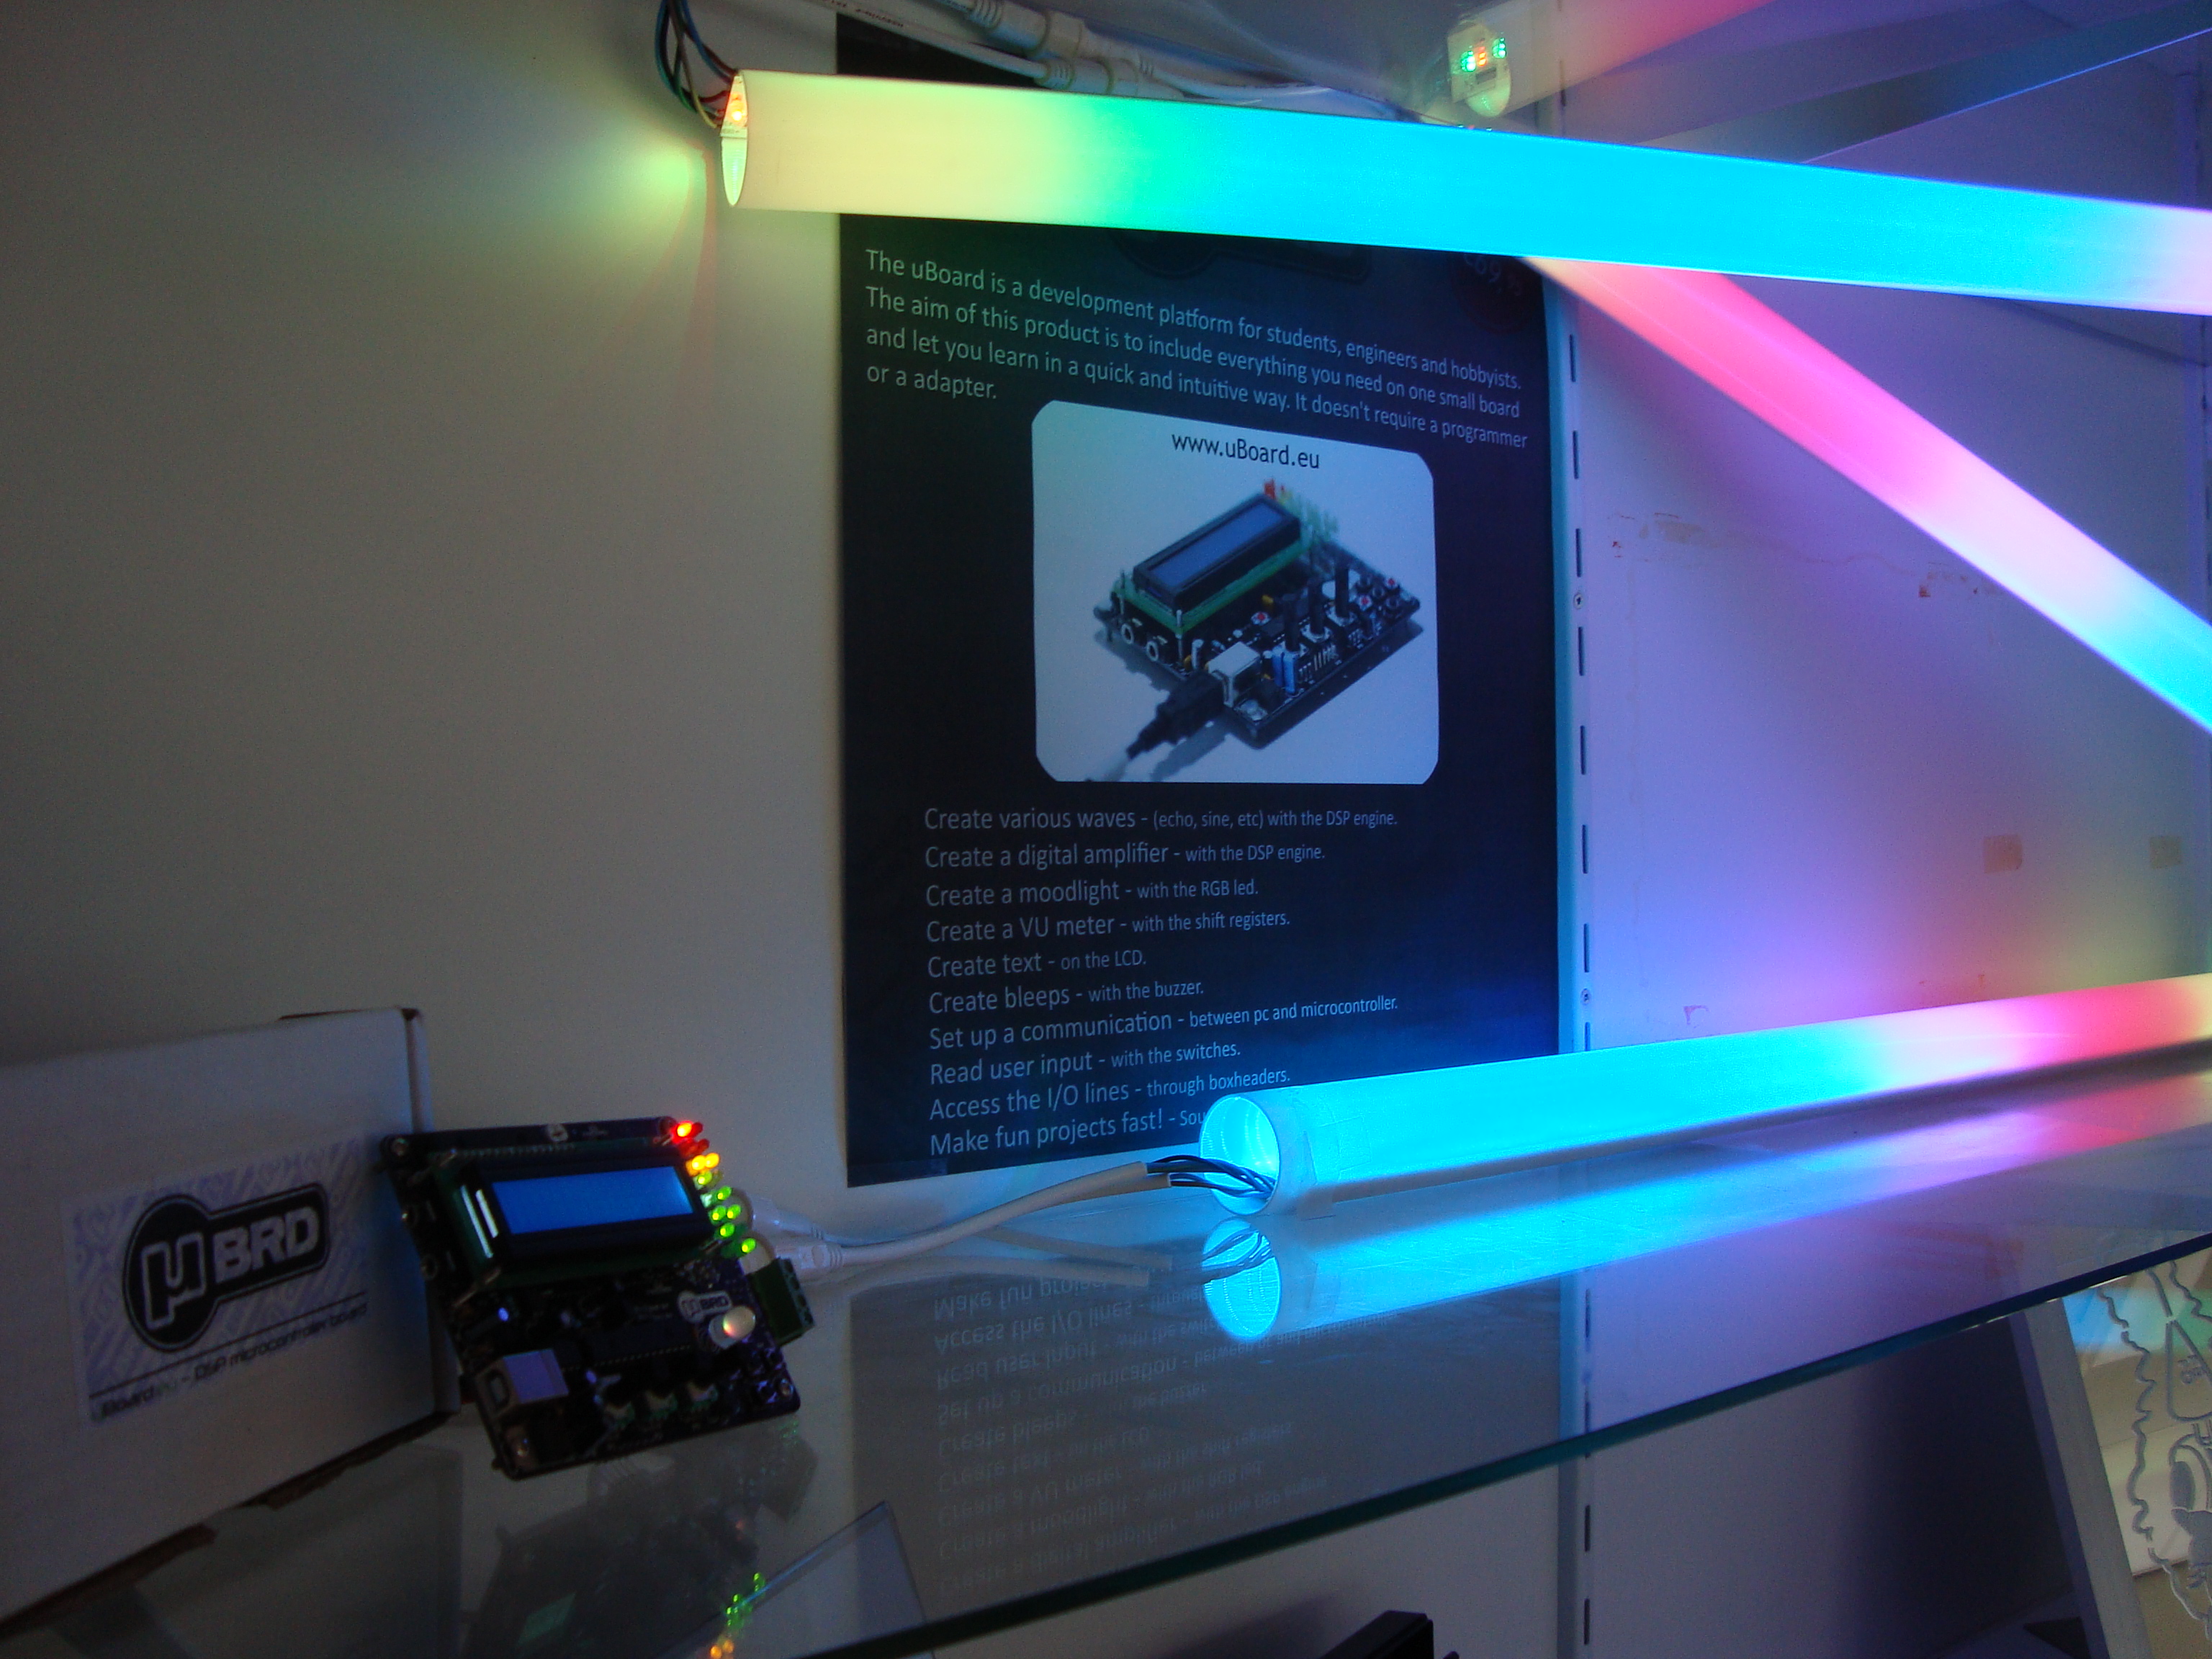 The uBoard is a development platform for students, engineers and hobbyists.
The aim of this product is to include everything you need on one small board
and let you learn in a quick and intuitive way. It doesn't require a programmer
or a adapter.
www.uBoard.eu
Create various waves - (echo, sine, etc) with the DSP engine.
Create a digital amplifier - with the DSP engine.
Create a moodlight - with the RGB led.
Create a VU meter - with the shift registers.
Create text - on the LCD.
Create bleeps - with the buzzer.
Set up a communication - between pc and microcontroller.
Read user input - with the switches.
Access the I/O lines - through boxheaders.
Make fun projects fast! - Sou
µBRD
uBoard.eu - DSP microcontroller board
µBRD